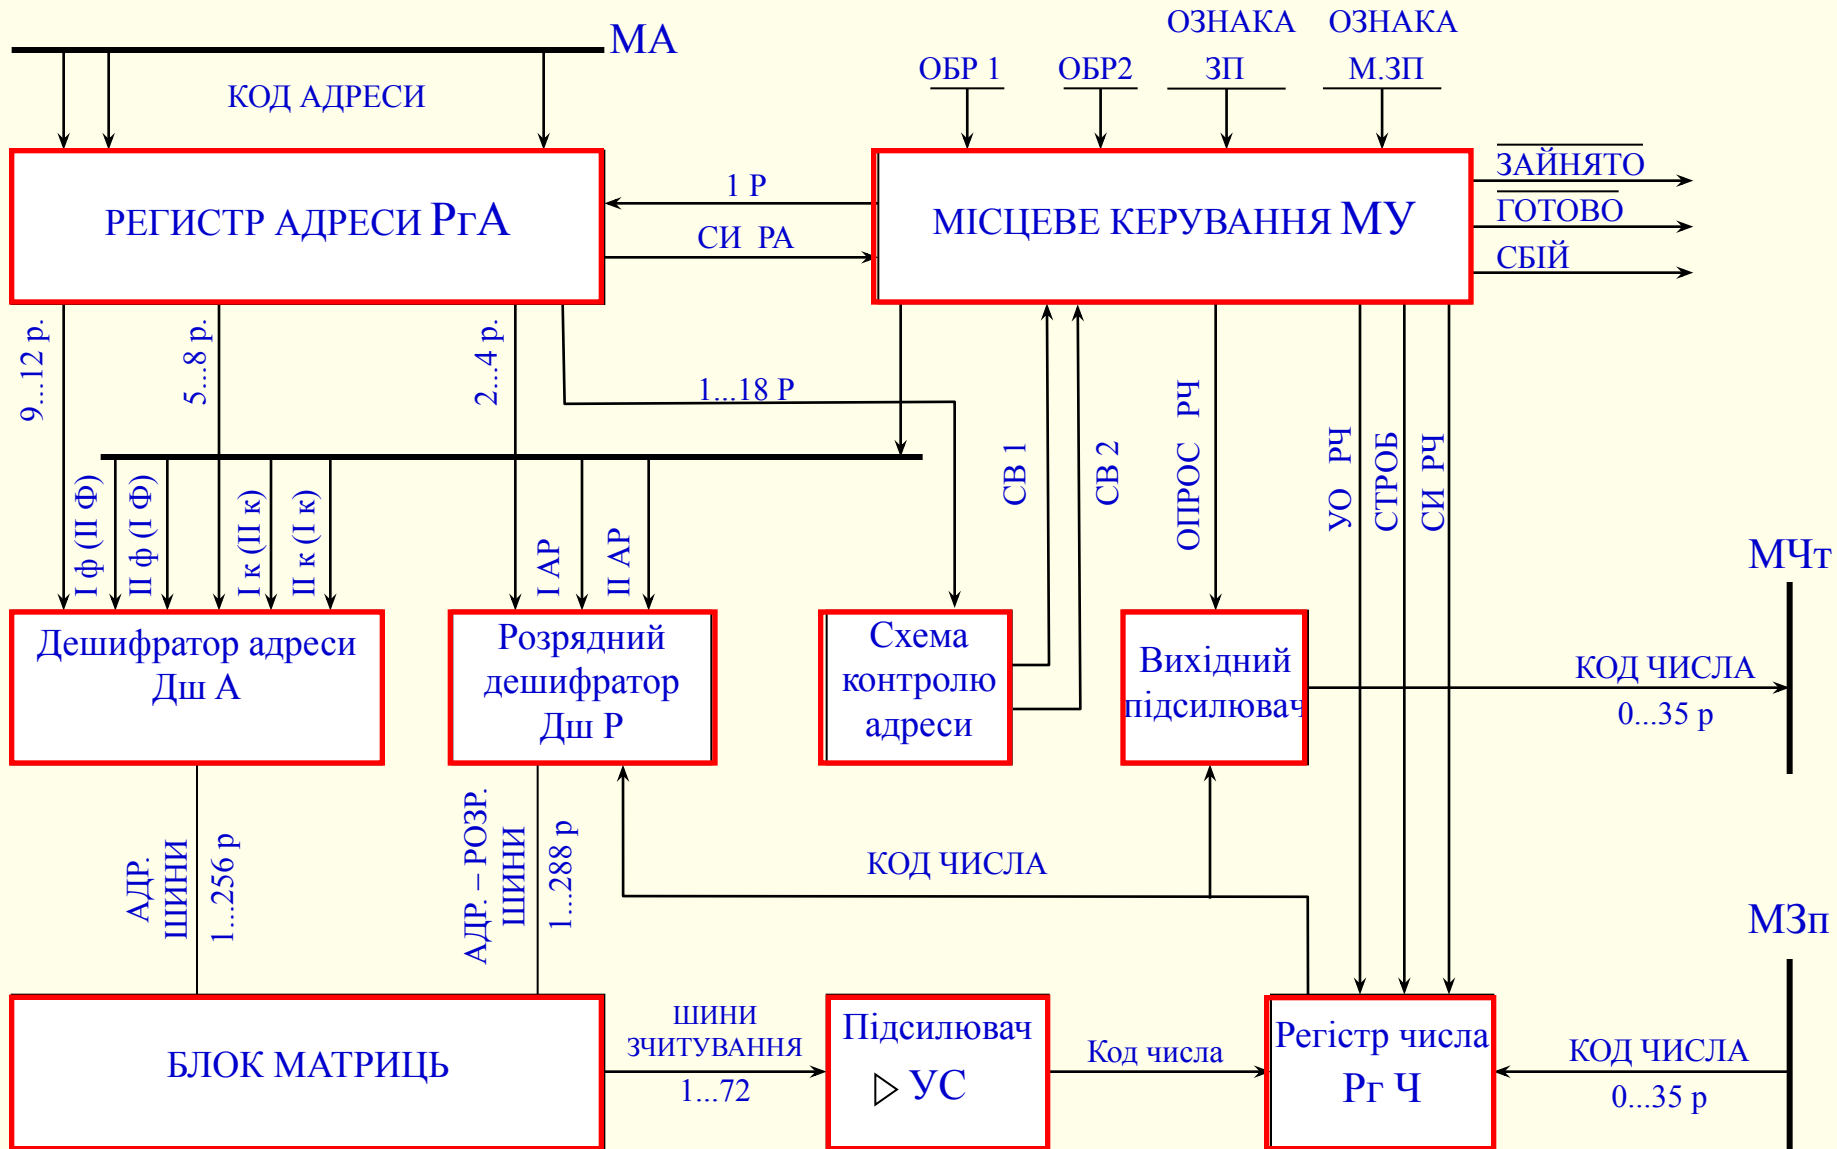 МА
КОД АДРЕСИ
ОБР 1
ОБР2
ОЗНАКА
ЗП
ОЗНАКА
М.ЗП
РЕГИСТР АДРЕСИ РгА
1 Р
СИ РА
МІСЦЕВЕ КЕРУВАННЯ МУ
ЗАЙНЯТО
ГОТОВО
СБІЙ
9...12 р.
5...8 р.
2...4 р.
1...18 Р
І ф (ІІ Ф)
ІІ ф (І Ф)
І к (ІІ к)
ІІ к (І к)
І АР
ІІ АР
СВ 1
СВ 2
ОПРОС РЧ
УО РЧ
СТРОБ
СИ РЧ
МЧт
Дешифратор адреси
Дш А
Розрядний
дешифратор
Дш Р
Схема
контролю
адреси
Вихідний
підсилювач
КОД ЧИСЛА
0...35 р
АДР.
ШИНИ
1...256 р
АДР. – РОЗР.
ШИНИ
1...288 р
КОД ЧИСЛА
МЗп
БЛОК МАТРИЦЬ
ШИНИ
ЗЧИТУВАННЯ
1...72
Підсилювач
УС
Код числа
Регістр числа
Рг Ч
КОД ЧИСЛА
0...35 р